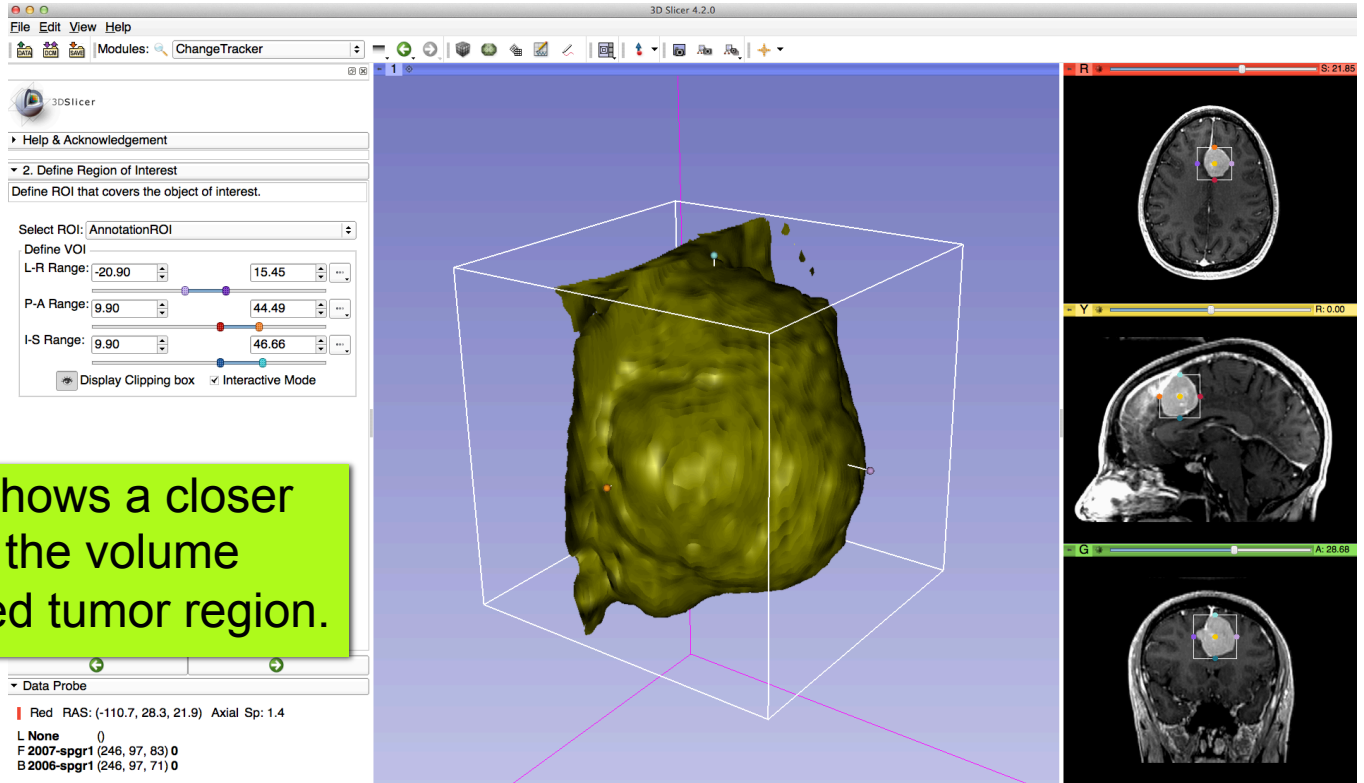 3D Slicer 4.2.0
File Edit View Help
DATA DCM SAVE Modules: ChangeTracker
3DSlicer
Help & Acknowledgement
2. Define Region of Interest
Define ROI that covers the object of interest.
Select ROI: AnnotationROI
Define VOI
L-R Range: -20.90 15.45 ...
P-A Range: 9.90 44.49 ...
I-S Range: 9.90 46.66 ...
Display Clipping box Interactive Mode
hows a closer
the volume
ed tumor region.
Data Probe
Red RAS: (-110.7, 28.3, 21.9) Axial Sp: 1.4
L None ()
F 2007-spgr1 (246, 97, 83) 0
B 2006-spgr1 (246, 97, 71) 0
1
R S: 21.85
Y R: 0.00
G A: 28.68